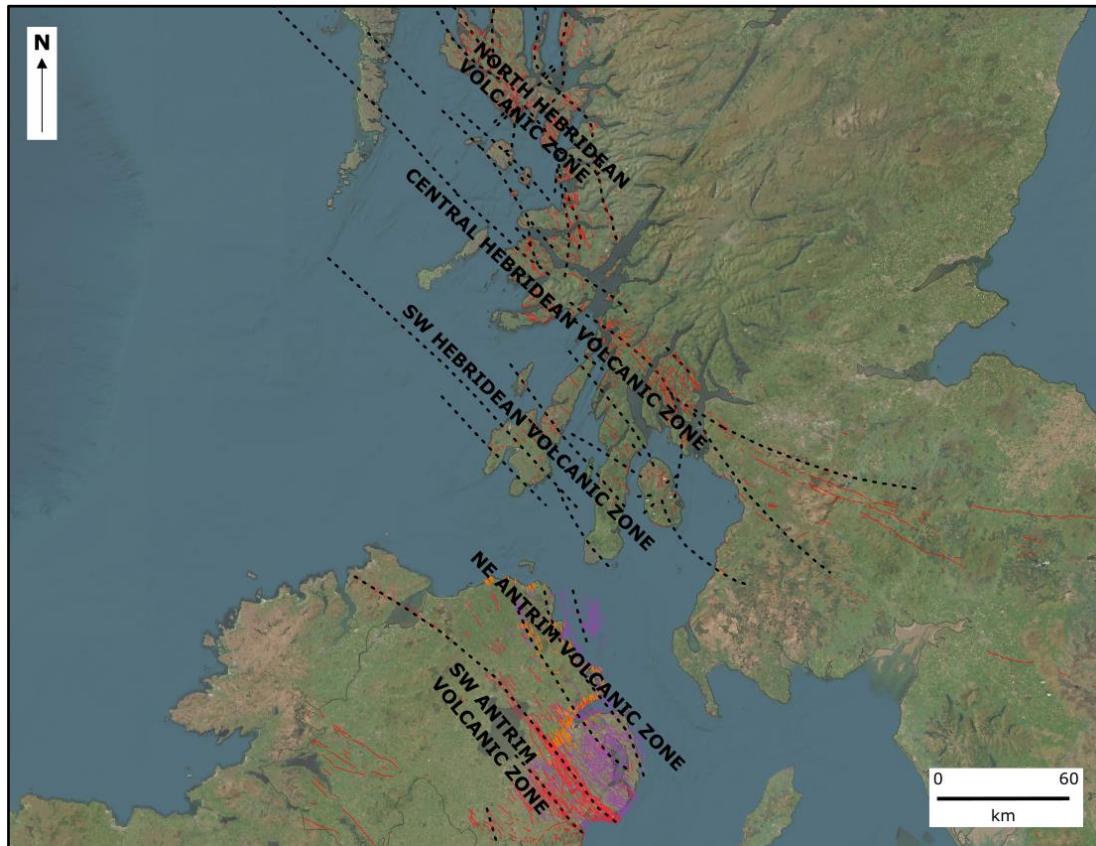 N
NORTH HEBRIDEAN
VOLCANIC ZONE
CENTRAL HEBRIDEAN VOLCANIC ZONE
SW HEBRIDEAN VOLCANIC ZONE
NE ANTRIM VOLCANIC ZONE
SW ANTRIM
VOLCANIC ZONE
0 60
km